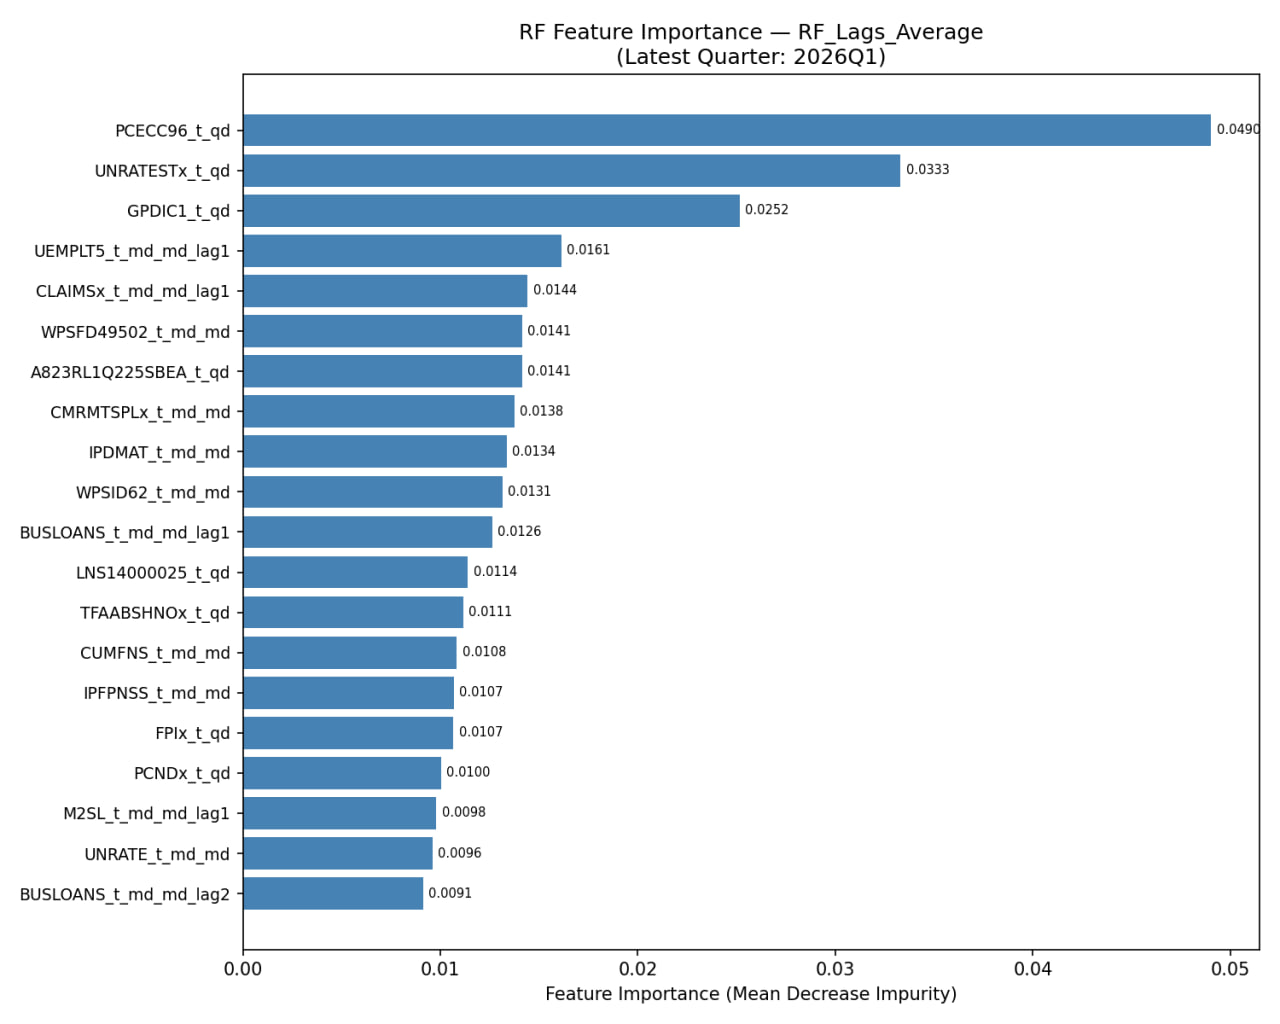 RF Feature Importance — RF_Lags_Average
(Latest Quarter: 2026Q1)
PCECC96_t_qd 0.0490
UNRATESTx_t_qd 0.0333
GPDIC1_t_qd 0.0252
UEMPLT5_t_md_md_lag1 0.0161
CLAIMSx_t_md_md_lag1 0.0144
WPSFD49502_t_md_md 0.0141
A823RL1Q225SBEA_t_qd 0.0141
CMRMTSPLx_t_md_md 0.0138
IPDMAT_t_md_md 0.0134
WPSID62_t_md_md 0.0131
BUSLOANS_t_md_md_lag1 0.0126
LNS14000025_t_qd 0.0114
TFAABSHNOx_t_qd 0.0111
CUMFNS_t_md_md 0.0108
IPFPNSS_t_md_md 0.0107
FPIx_t_qd 0.0107
PCNDx_t_qd 0.0100
M2SL_t_md_md_lag1 0.0098
UNRATE_t_md_md 0.0096
BUSLOANS_t_md_md_lag2 0.0091
0.00 0.01 0.02 0.03 0.04 0.05
Feature Importance (Mean Decrease Impurity)